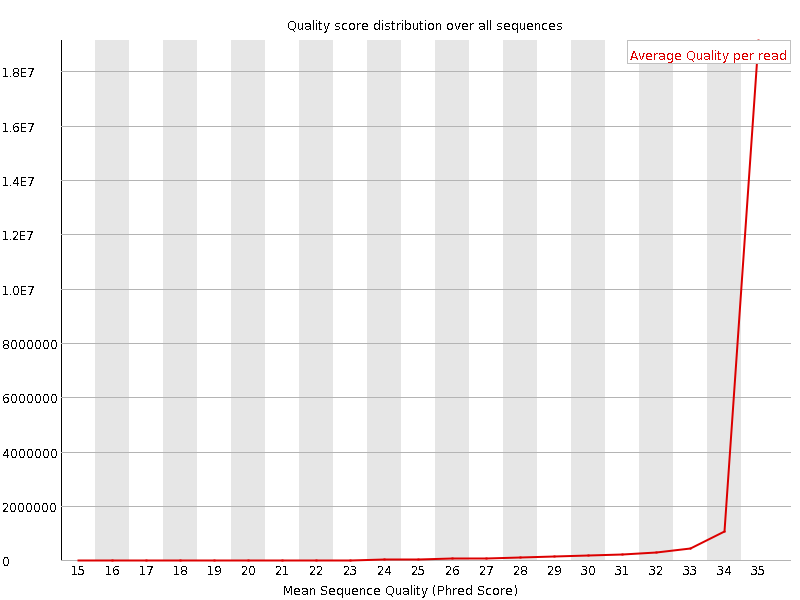 Quality score distribution over all sequences
Average Quality per read
1.8E7
1.6E7
1.4E7
1.2E7
1.0E7
8000000
6000000
4000000
2000000
0
15 16 17 18 19 20 21 22 23 24 25 26 27 28 29 30 31 32 33 34 35
Mean Sequence Quality (Phred Score)